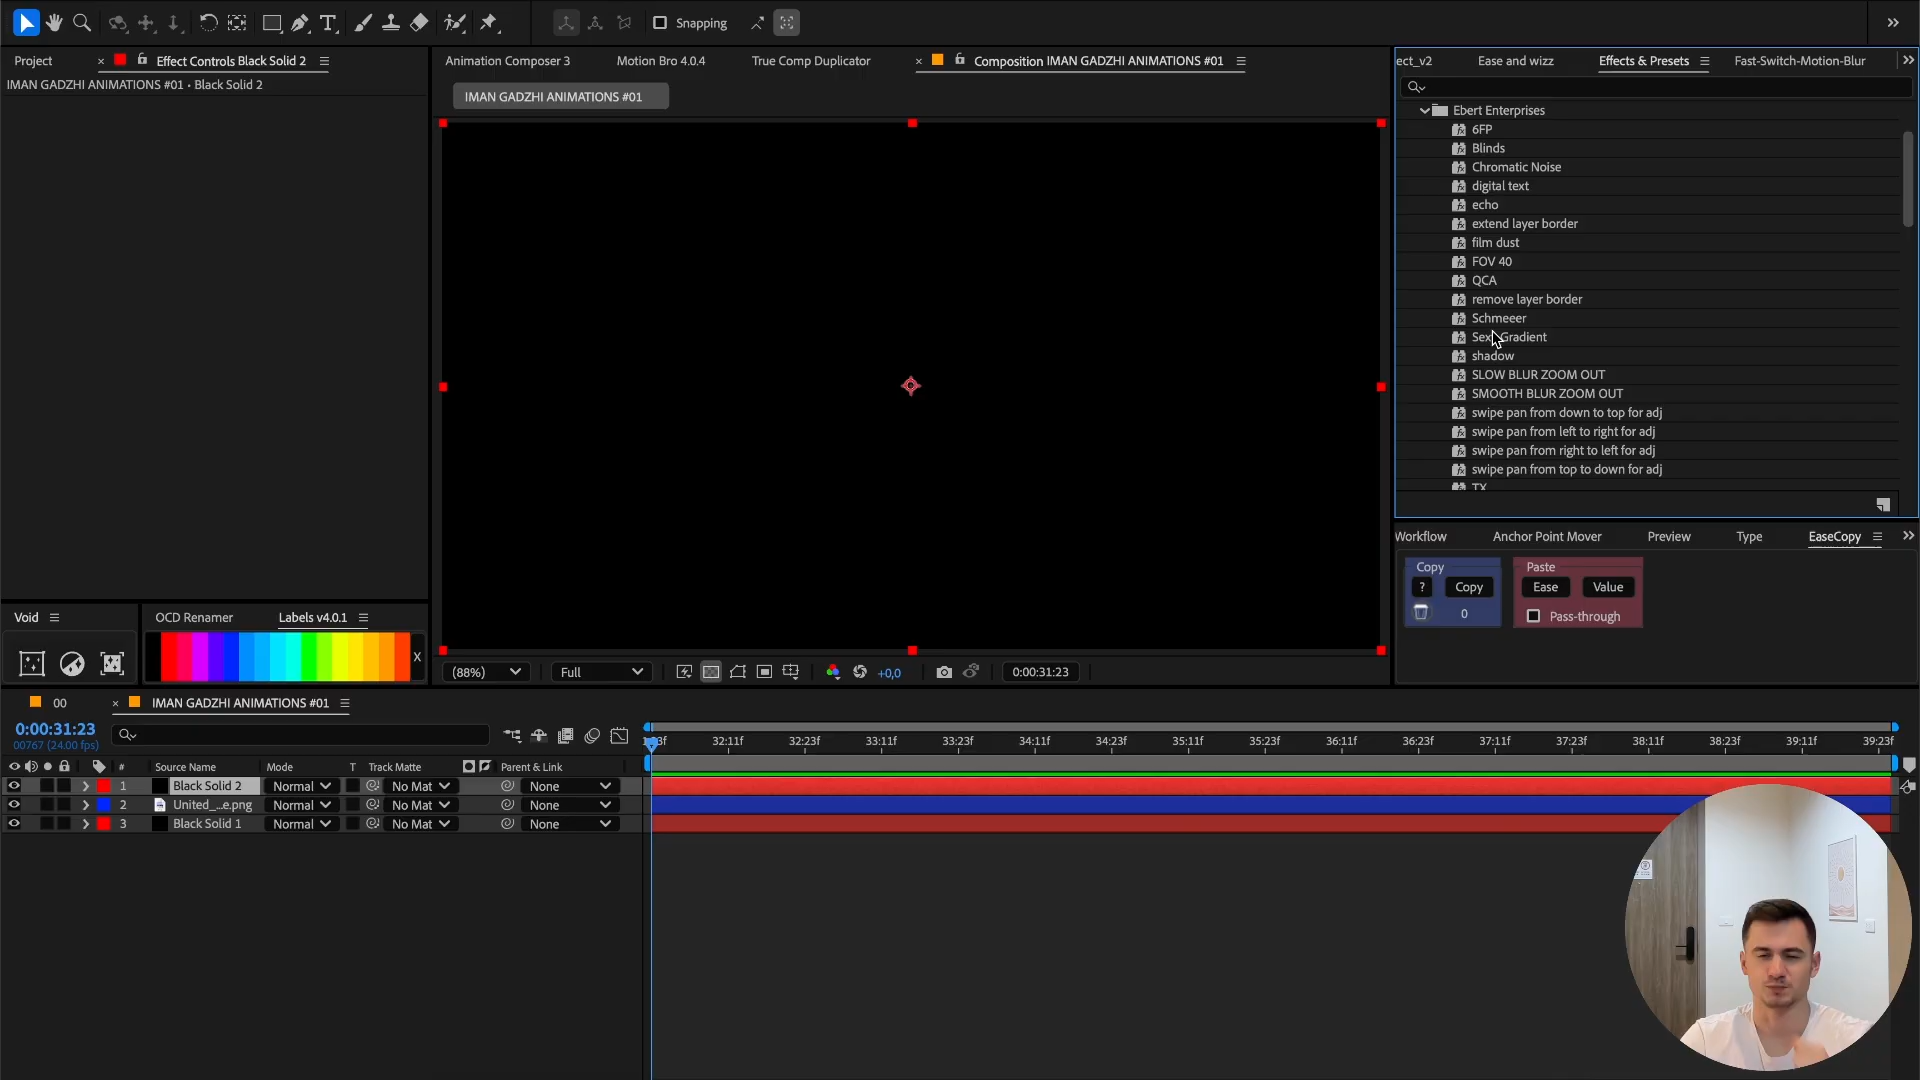 Snapping
Project
× Effect Controls Black Solid 2
IMAN GADZHI ANIMATIONS #01 • Black Solid 2
Animation Composer 3
Motion Bro 4.0.4
True Comp Duplicator
× Composition IMAN GADZHI ANIMATIONS #01
IMAN GADZHI ANIMATIONS #01
ect_v2
Ease and wizz
Effects & Presets
Fast-Switch-Motion-Blur
Ebert Enterprises
6FP
Blinds
Chromatic Noise
digital text
echo
extend layer border
film dust
FOV 40
QCA
remove layer border
Schmeeer
Gradient
shadow
SLOW BLUR ZOOM OUT
SMOOTH BLUR ZOOM OUT
swipe pan from down to top for adj
swipe pan from left to right for adj
swipe pan from right to left for adj
swipe pan from top to down for adj
TX
Workflow
Anchor Point Mover
Preview
Type
EaseCopy
Copy
? Copy
0
Paste
Ease Value
Pass-through
Void
OCD Renamer
Labels v4.0.1
X
(88%)
Full
+0,0
0:00:31:23
00
× IMAN GADZHI ANIMATIONS #01
0:00:31:23
00767 (24.00 fps)
32:11f 32:23f 33:11f 33:23f 34:11f 34:23f 35:11f 35:23f 36:11f 36:23f 37:11f 37:23f 38:11f 38:23f 39:11f 39:23f
# Source Name Mode T Track Matte Parent & Link
1 Black Solid 2 Normal No Mat None
2 United_...e.png Normal No Mat None
3 Black Solid 1 Normal No Mat None